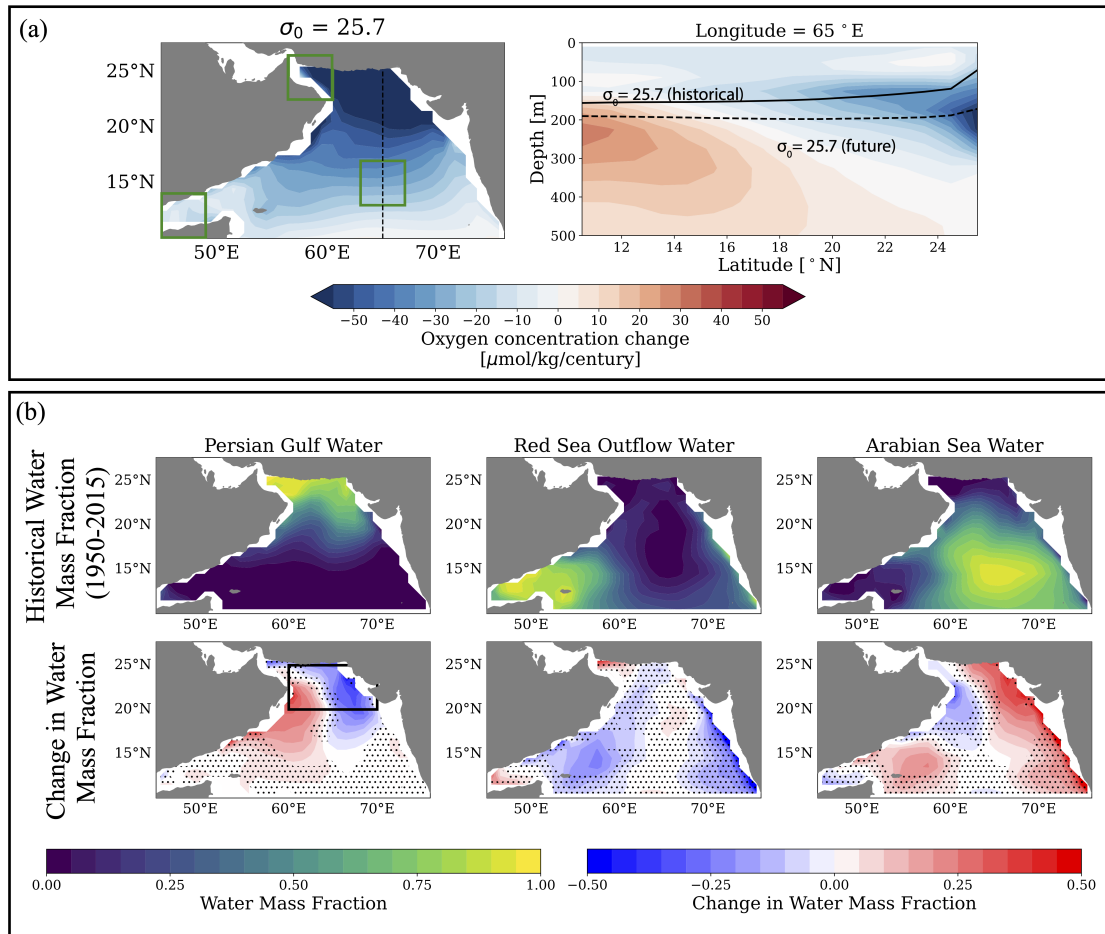 (a)
σ0 = 25.7
25°N
20°N
15°N
50°E 60°E 70°E
Longitude = 65 °E
0
100
200
300
400
500
Depth [m]
σ0= 25.7 (historical)
σ0= 25.7 (future)
12 14 16 18 20 22 24
Latitude [°N]
−50 −40 −30 −20 −10 0 10 20 30 40 50
Oxygen concentration change
[μmol/kg/century]
(b)
Historical Water
Mass Fraction
(1950-2015)
Persian Gulf Water
Red Sea Outflow Water
Arabian Sea Water
25°N
20°N
15°N
50°E 60°E 70°E
25°N
20°N
15°N
50°E 60°E 70°E
25°N
20°N
15°N
50°E 60°E 70°E
Change in Water
Mass Fraction
25°N
20°N
15°N
50°E 60°E 70°E
25°N
20°N
15°N
50°E 60°E 70°E
25°N
20°N
15°N
50°E 60°E 70°E
0.00 0.25 0.50 0.75 1.00
Water Mass Fraction
−0.50 −0.25 0.00 0.25 0.50
Change in Water Mass Fraction